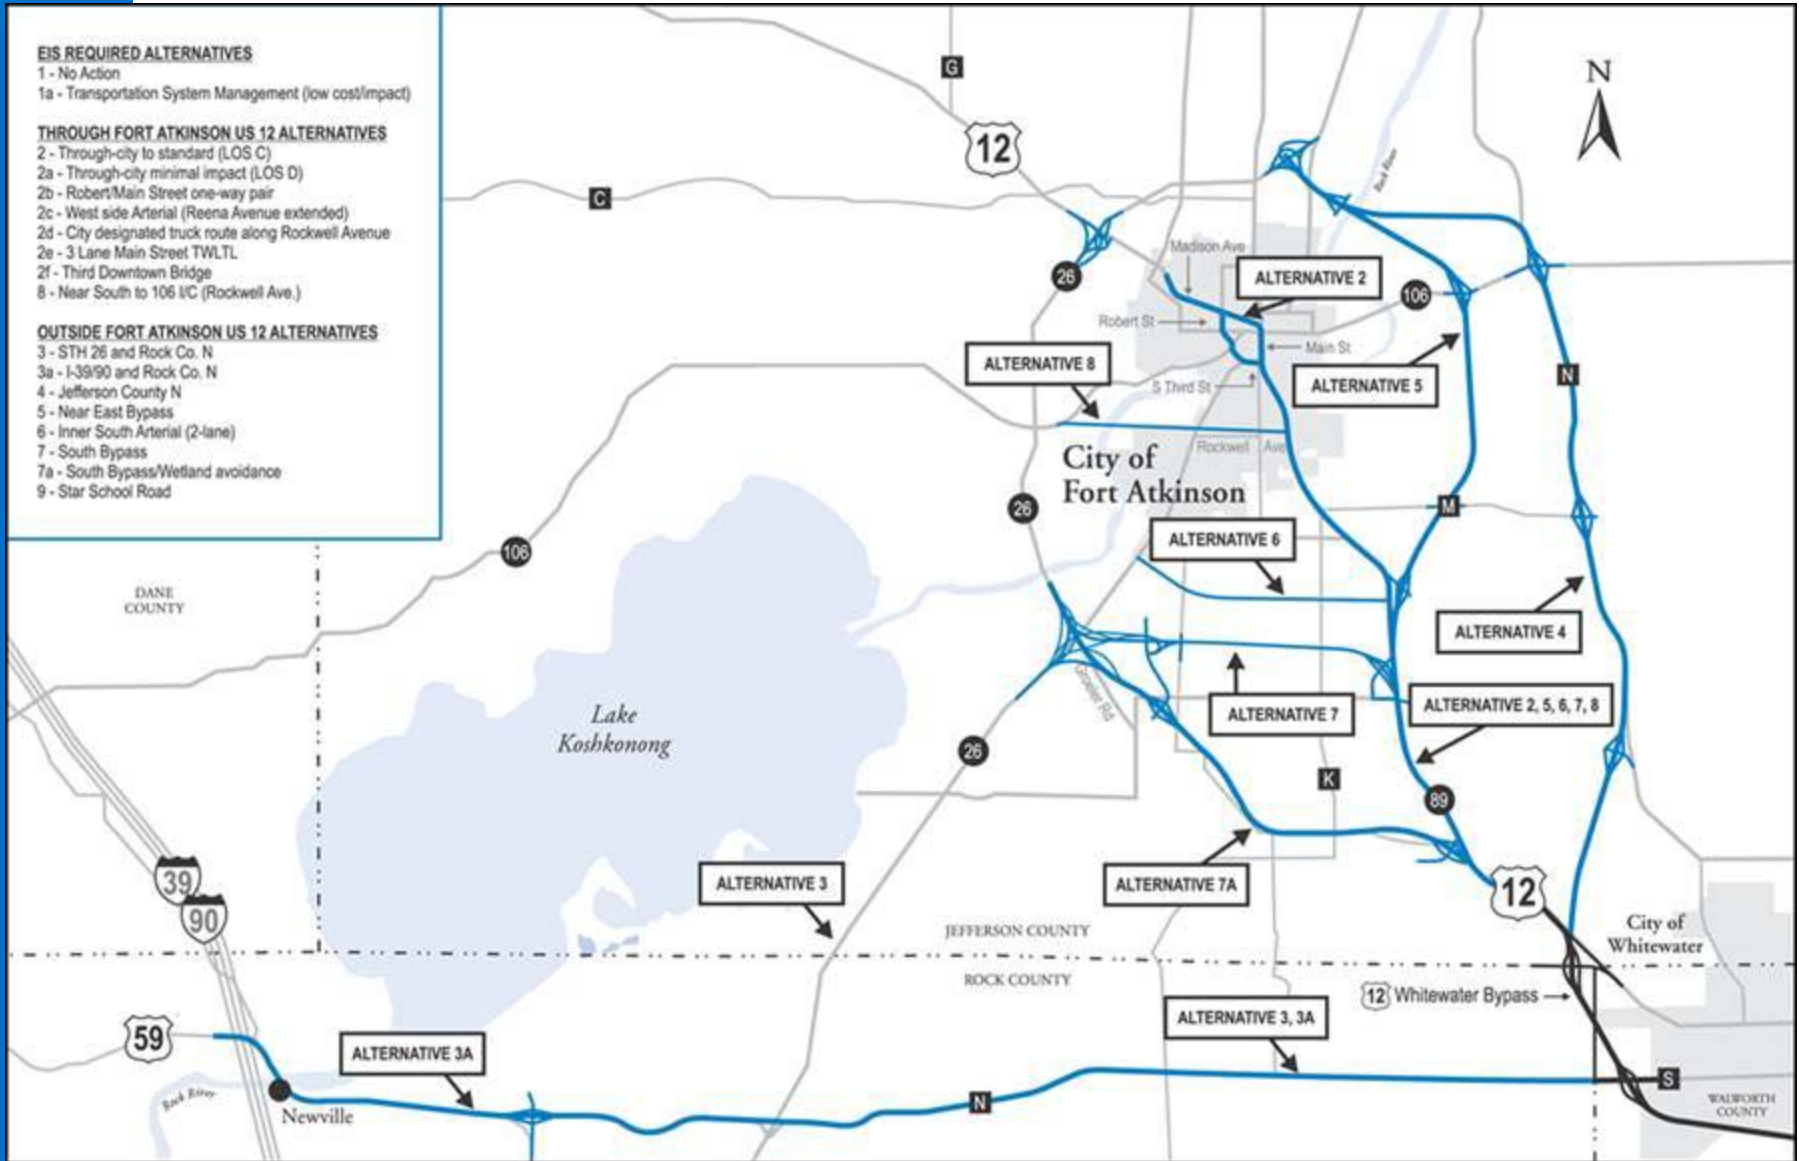 EIS REQUIRED ALTERNATIVES
1 - No Action
1a - Transportation System Management (low cost/impact)
THROUGH FORT ATKINSON US 12 ALTERNATIVES
2 - Through-city to standard (LOS C)
2a - Through-city minimal impact (LOS D)
2b - Robert/Main Street one-way pair
2c - West side Arterial (Reena Avenue extended)
2d - City designated truck route along Rockwell Avenue
2e - 3 Lane Main Street TWLTL
2f - Third Downtown Bridge
8 - Near South to 106 I/C (Rockwell Ave.)
OUTSIDE FORT ATKINSON US 12 ALTERNATIVES
3 - STH 26 and Rock Co. N
3a - I-39/90 and Rock Co. N
4 - Jefferson County N
5 - Near East Bypass
6 - Inner South Arterial (2-lane)
7 - South Bypass
7a - South Bypass/Wetland avoidance
9 - Star School Road
G
N
12
Rock River
C
Madison Ave
26
ALTERNATIVE 2
106
Robert St
Main St
ALTERNATIVE 8
S Third St
ALTERNATIVE 5
N
Rockwell Ave
City of
Fort Atkinson
26
M
106
ALTERNATIVE 6
DANE
COUNTY
ALTERNATIVE 4
Groeler Rd
ALTERNATIVE 2, 5, 6, 7, 8
ALTERNATIVE 7
Lake
Koshkonong
26
K
89
39
ALTERNATIVE 3
ALTERNATIVE 7A
12
90
City of
Whitewater
JEFFERSON COUNTY
ROCK COUNTY
12 Whitewater Bypass
ALTERNATIVE 3, 3A
59
ALTERNATIVE 3A
S
Rock River
Newville
N
WALWORTH
COUNTY